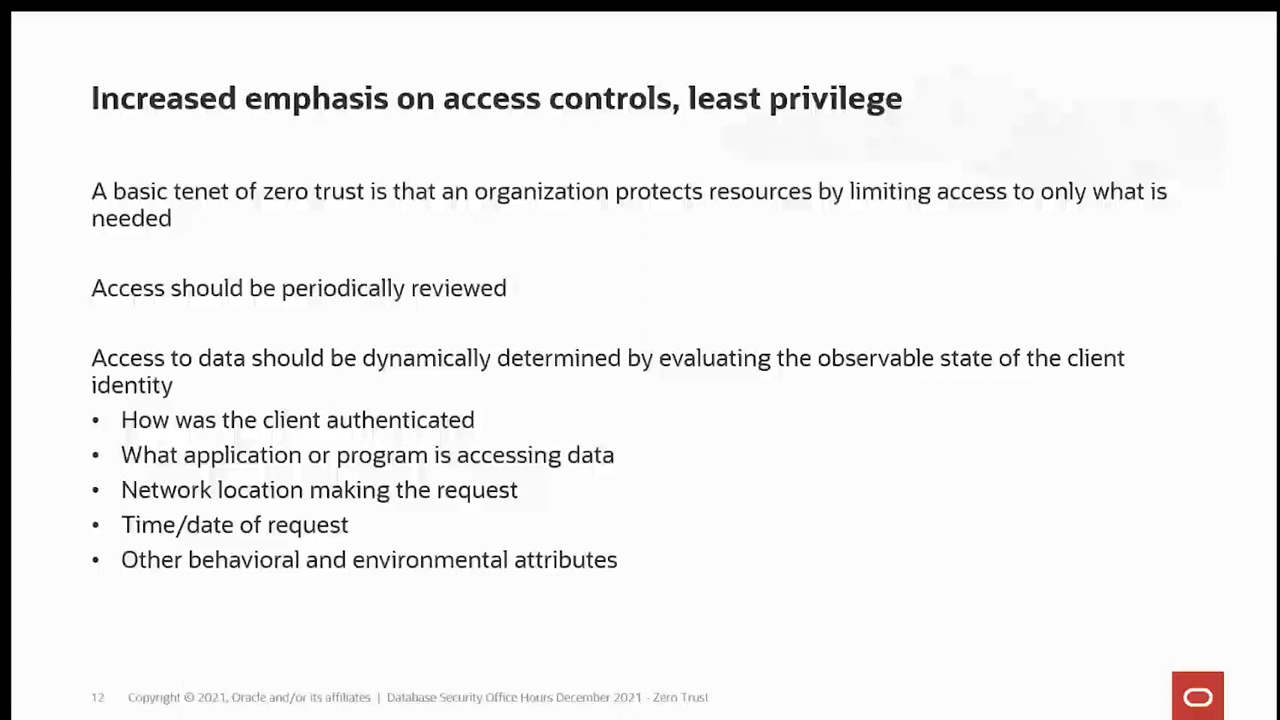 Increased emphasis on access controls, least privilege
A basic tenet of zero trust is that an organization protects resources by limiting access to only what is
needed
Access should be periodically reviewed
Access to data should be dynamically determined by evaluating the observable state of the client
identity
• How was the client authenticated
• What application or program is accessing data
• Network location making the request
• Time/date of request
• Other behavioral and environmental attributes
12 Copyright © 2021, Oracle and/or its affiliates | Database Security Office Hours December 2021 - Zero Trust